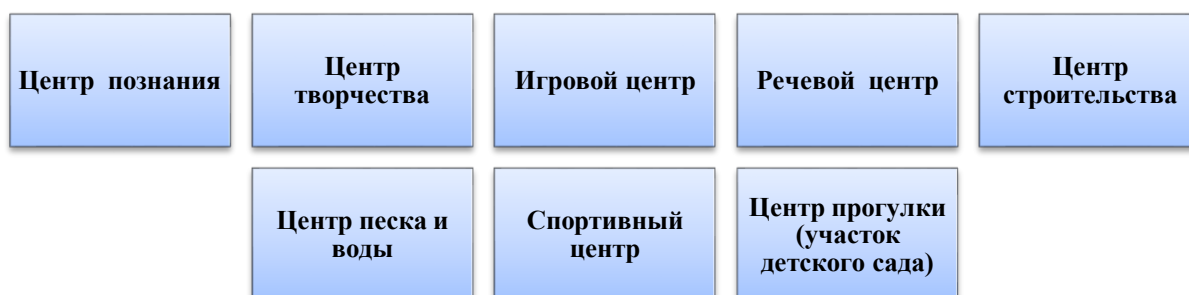 Центр познания
Центр
творчества
Игровой центр
Речевой центр
Центр
строительства
Центр песка и
воды
Спортивный
центр
Центр прогулки
(участок
детского сада)